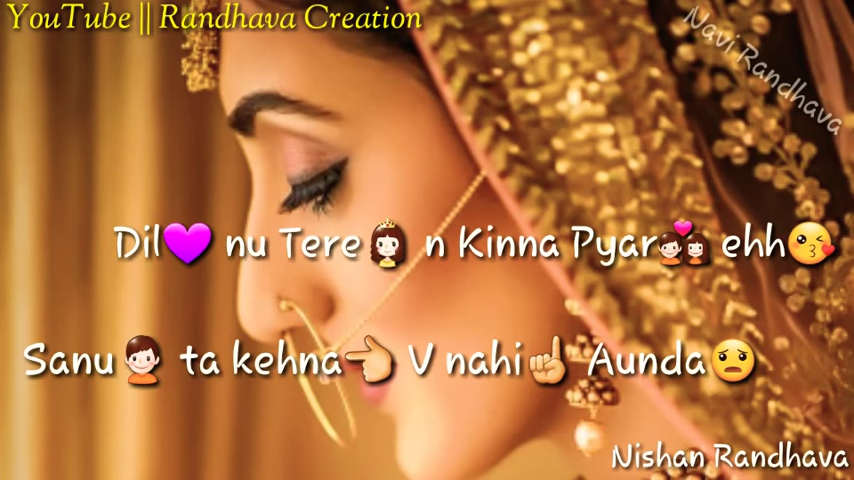 YouTube || Randhava Creation
Navi Randhava
Dil💜 nu Tere👸 n Kinna Pyar💑 ehh😘
Sanu👦 ta kehna👈 V nahi☝ Aunda😦
Nishan Randhava